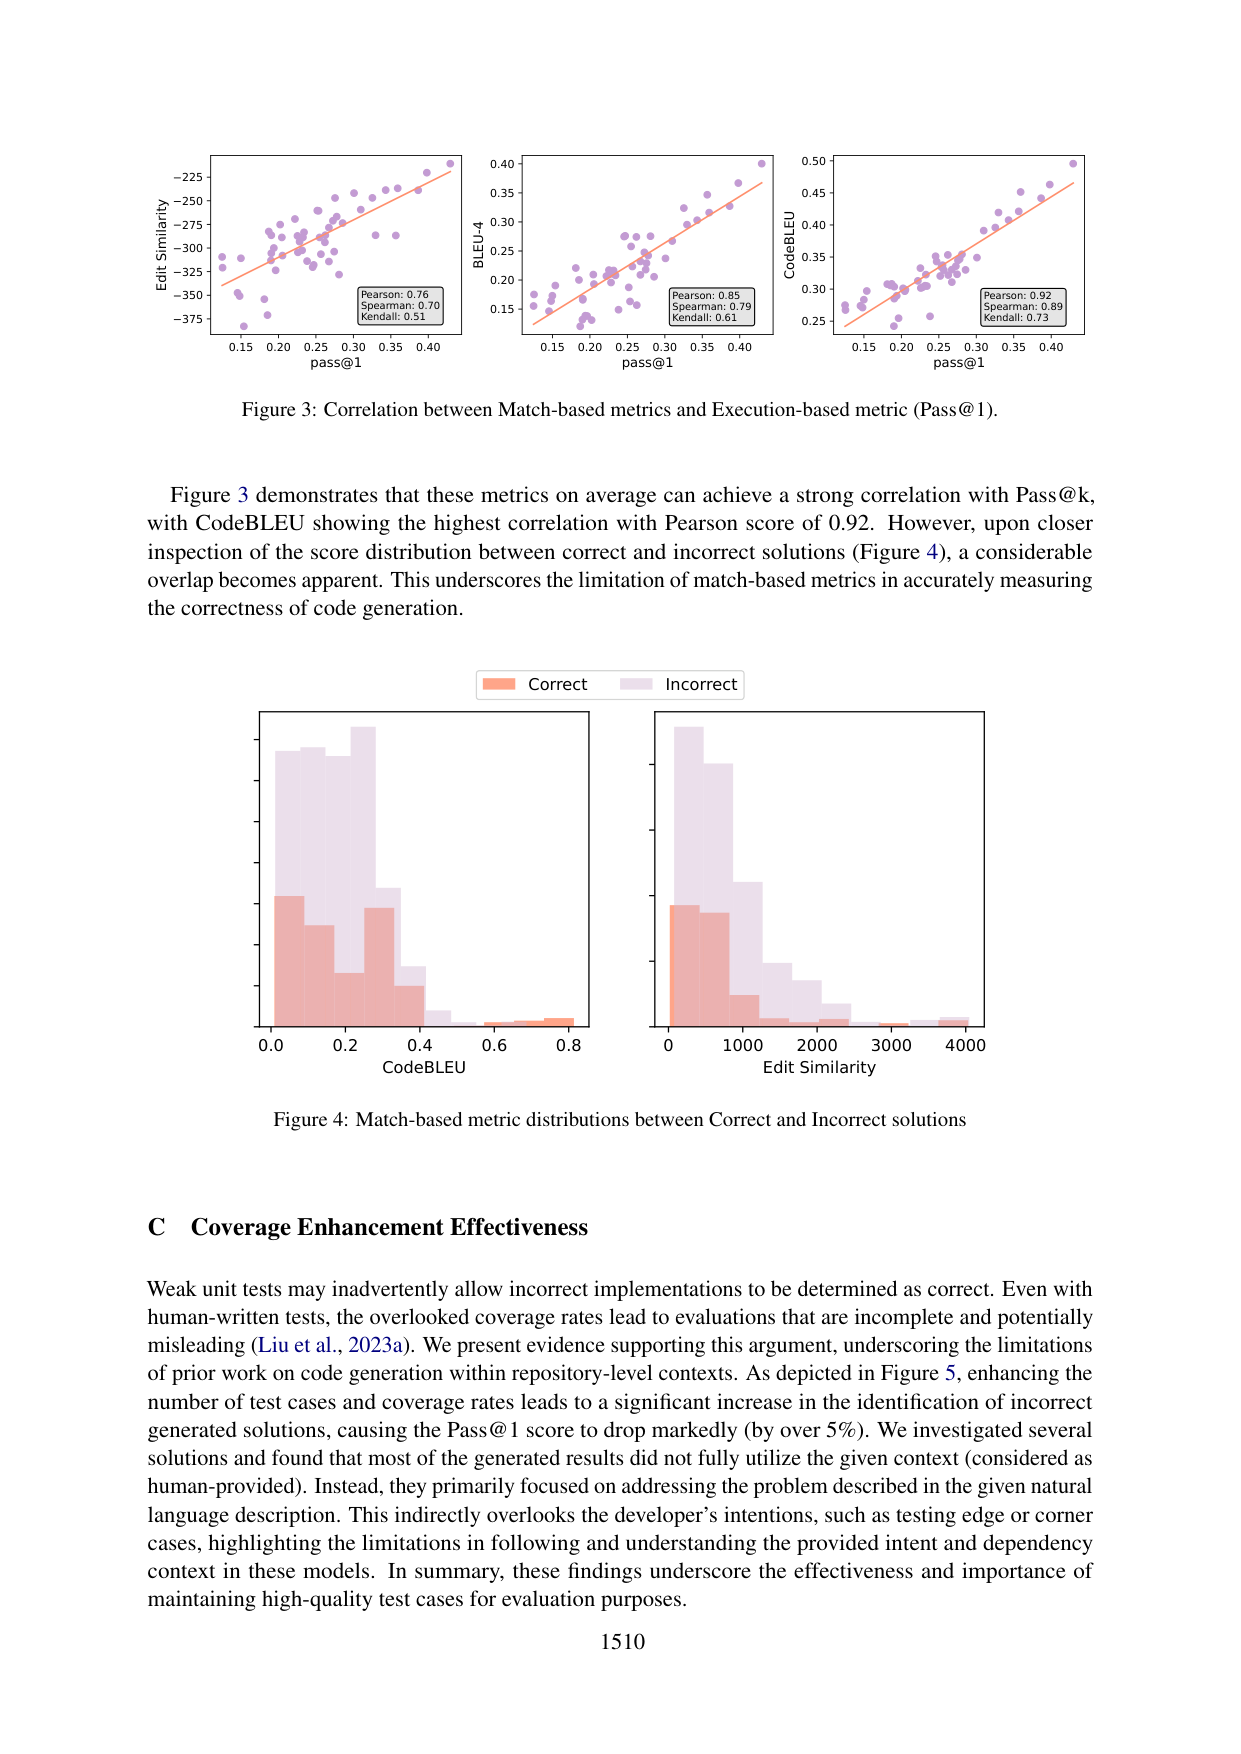 −225
−250
−275
−300
−325
−350
−375
Edit Similarity
Pearson: 0.76
Spearman: 0.70
Kendall: 0.51
0.15 0.20 0.25 0.30 0.35 0.40
pass@1
0.40
0.35
0.30
0.25
0.20
0.15
BLEU-4
Pearson: 0.85
Spearman: 0.79
Kendall: 0.61
0.15 0.20 0.25 0.30 0.35 0.40
pass@1
0.50
0.45
0.40
0.35
0.30
0.25
CodeBLEU
Pearson: 0.92
Spearman: 0.89
Kendall: 0.73
0.15 0.20 0.25 0.30 0.35 0.40
pass@1
Figure 3: Correlation between Match-based metrics and Execution-based metric (Pass@1).
Figure 3 demonstrates that these metrics on average can achieve a strong correlation with Pass@k,
with CodeBLEU showing the highest correlation with Pearson score of 0.92. However, upon closer
inspection of the score distribution between correct and incorrect solutions (Figure 4), a considerable
overlap becomes apparent. This underscores the limitation of match-based metrics in accurately measuring
the correctness of code generation.
Correct Incorrect
0.0 0.2 0.4 0.6 0.8
CodeBLEU
0 1000 2000 3000 4000
Edit Similarity
Figure 4: Match-based metric distributions between Correct and Incorrect solutions
C Coverage Enhancement Effectiveness
Weak unit tests may inadvertently allow incorrect implementations to be determined as correct. Even with
human-written tests, the overlooked coverage rates lead to evaluations that are incomplete and potentially
misleading (Liu et al., 2023a). We present evidence supporting this argument, underscoring the limitations
of prior work on code generation within repository-level contexts. As depicted in Figure 5, enhancing the
number of test cases and coverage rates leads to a significant increase in the identification of incorrect
generated solutions, causing the Pass@1 score to drop markedly (by over 5%). We investigated several
solutions and found that most of the generated results did not fully utilize the given context (considered as
human-provided). Instead, they primarily focused on addressing the problem described in the given natural
language description. This indirectly overlooks the developer's intentions, such as testing edge or corner
cases, highlighting the limitations in following and understanding the provided intent and dependency
context in these models. In summary, these findings underscore the effectiveness and importance of
maintaining high-quality test cases for evaluation purposes.
1510